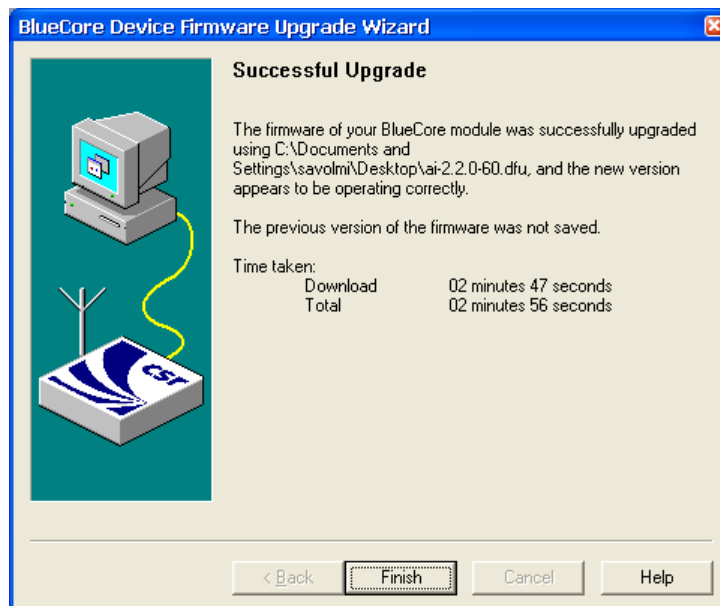 BlueCore Device Firmware Upgrade Wizard
Successful Upgrade
The firmware of your BlueCore module was successfully upgraded
using C:\Documents and
Settings\savolmi\Desktop\ai-2.2.0-60.dfu, and the new version
appears to be operating correctly.
The previous version of the firmware was not saved.
Time taken:
Download 02 minutes 47 seconds
Total 02 minutes 56 seconds
CSr
< Back Finish Cancel Help